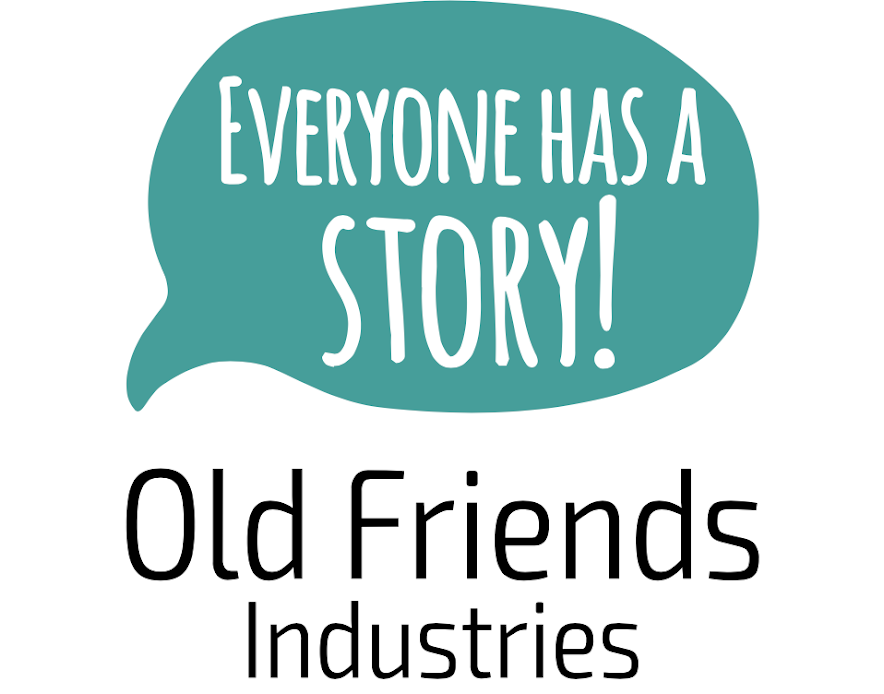 EVERYONE HAS A
STORY!
Old Friends
Industries